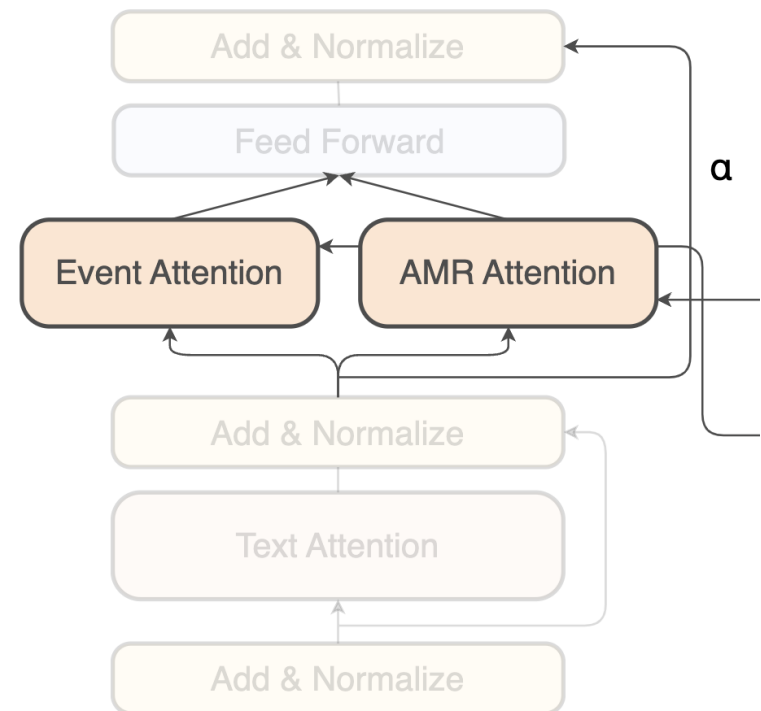 Add & Normalize
Feed Forward
α
Event Attention
AMR Attention
Add & Normalize
Text Attention
Add & Normalize